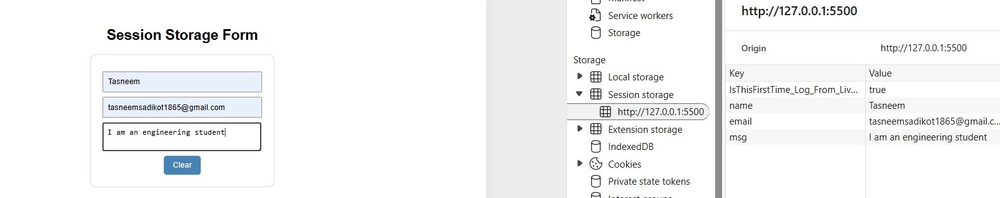 Session Storage Form
Tasneem
tasneemsadikot1865@gmail.com
I am an engineering student
Clear
Service workers
Storage
Storage
Local storage
Session storage
http://127.0.0.1:5500
Extension storage
IndexedDB
Cookies
Private state tokens
http://127.0.0.1:5500
Origin http://127.0.0.1:5500
Key Value
IsThisFirstTime_Log_From_Liv... true
name Tasneem
email tasneemsadikot1865@gmail.c...
msg I am an engineering student